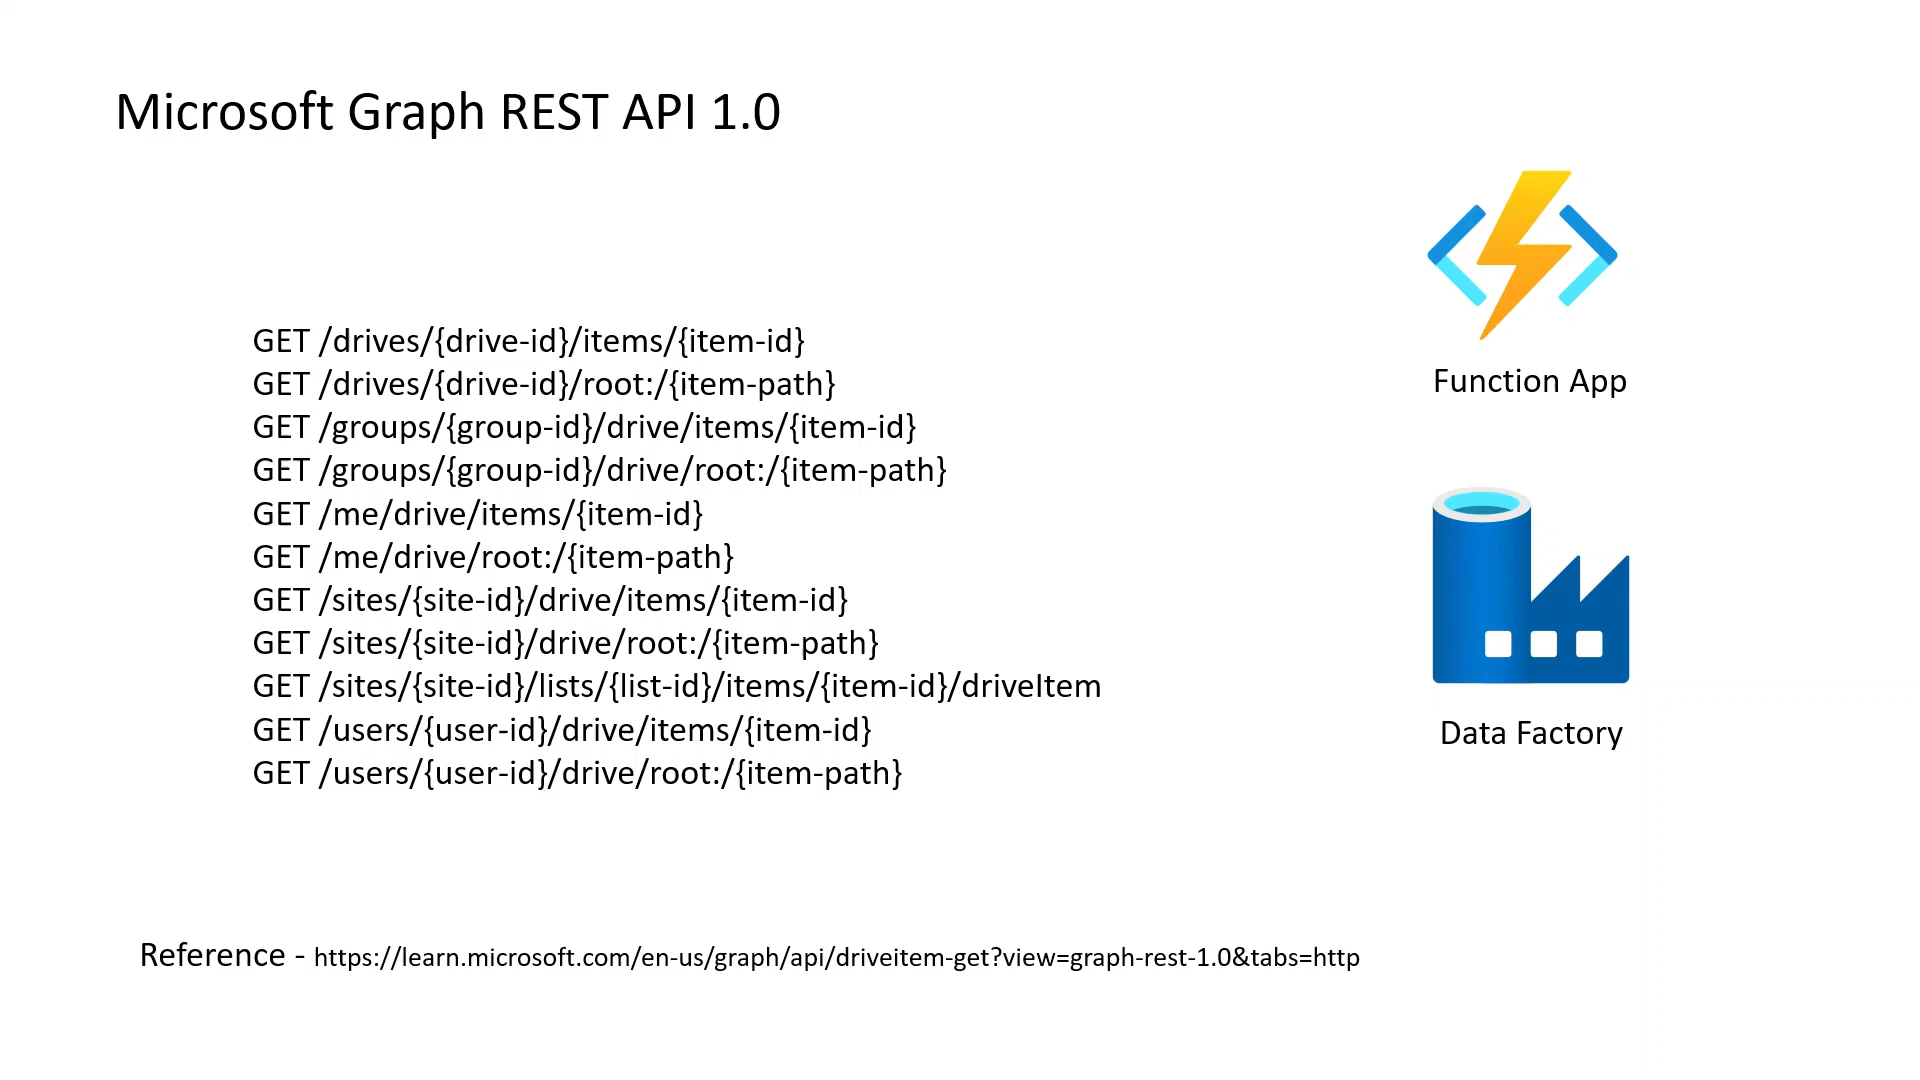 Microsoft Graph REST API 1.0
GET /drives/{drive-id}/items/{item-id}
GET /drives/{drive-id}/root:/{item-path}
GET /groups/{group-id}/drive/items/{item-id}
GET /groups/{group-id}/drive/root:/{item-path}
GET /me/drive/items/{item-id}
GET /me/drive/root:/{item-path}
GET /sites/{site-id}/drive/items/{item-id}
GET /sites/{site-id}/drive/root:/{item-path}
GET /sites/{site-id}/lists/{list-id}/items/{item-id}/driveItem
GET /users/{user-id}/drive/items/{item-id}
GET /users/{user-id}/drive/root:/{item-path}
Function App
Data Factory
Reference - https://learn.microsoft.com/en-us/graph/api/driveitem-get?view=graph-rest-1.0&tabs=http